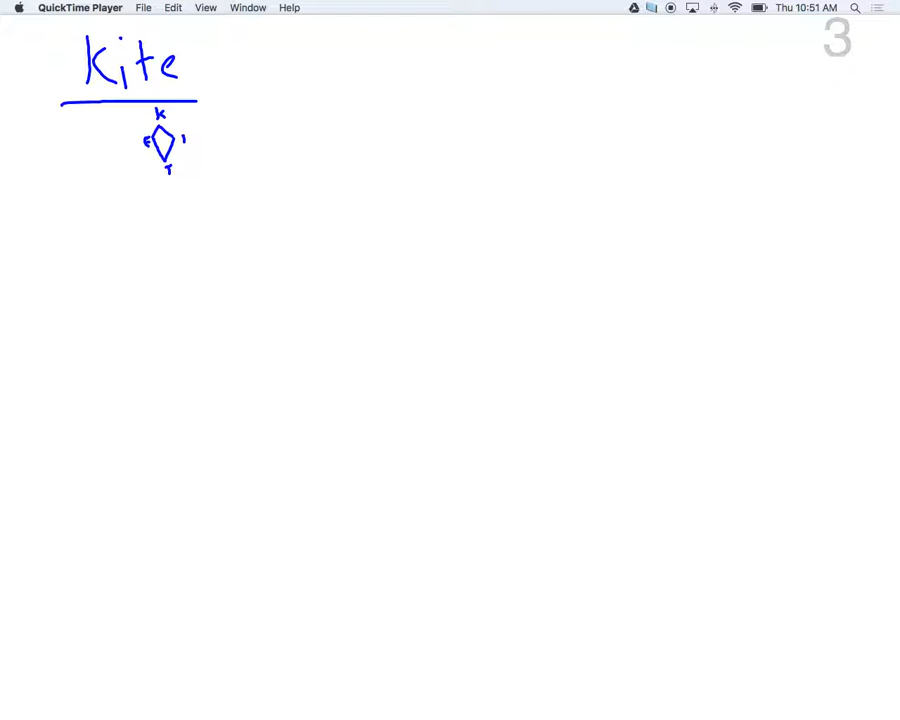 QuickTime Player File Edit View Window Help Thu 10:51 AM
3
Kite
K
E I
T